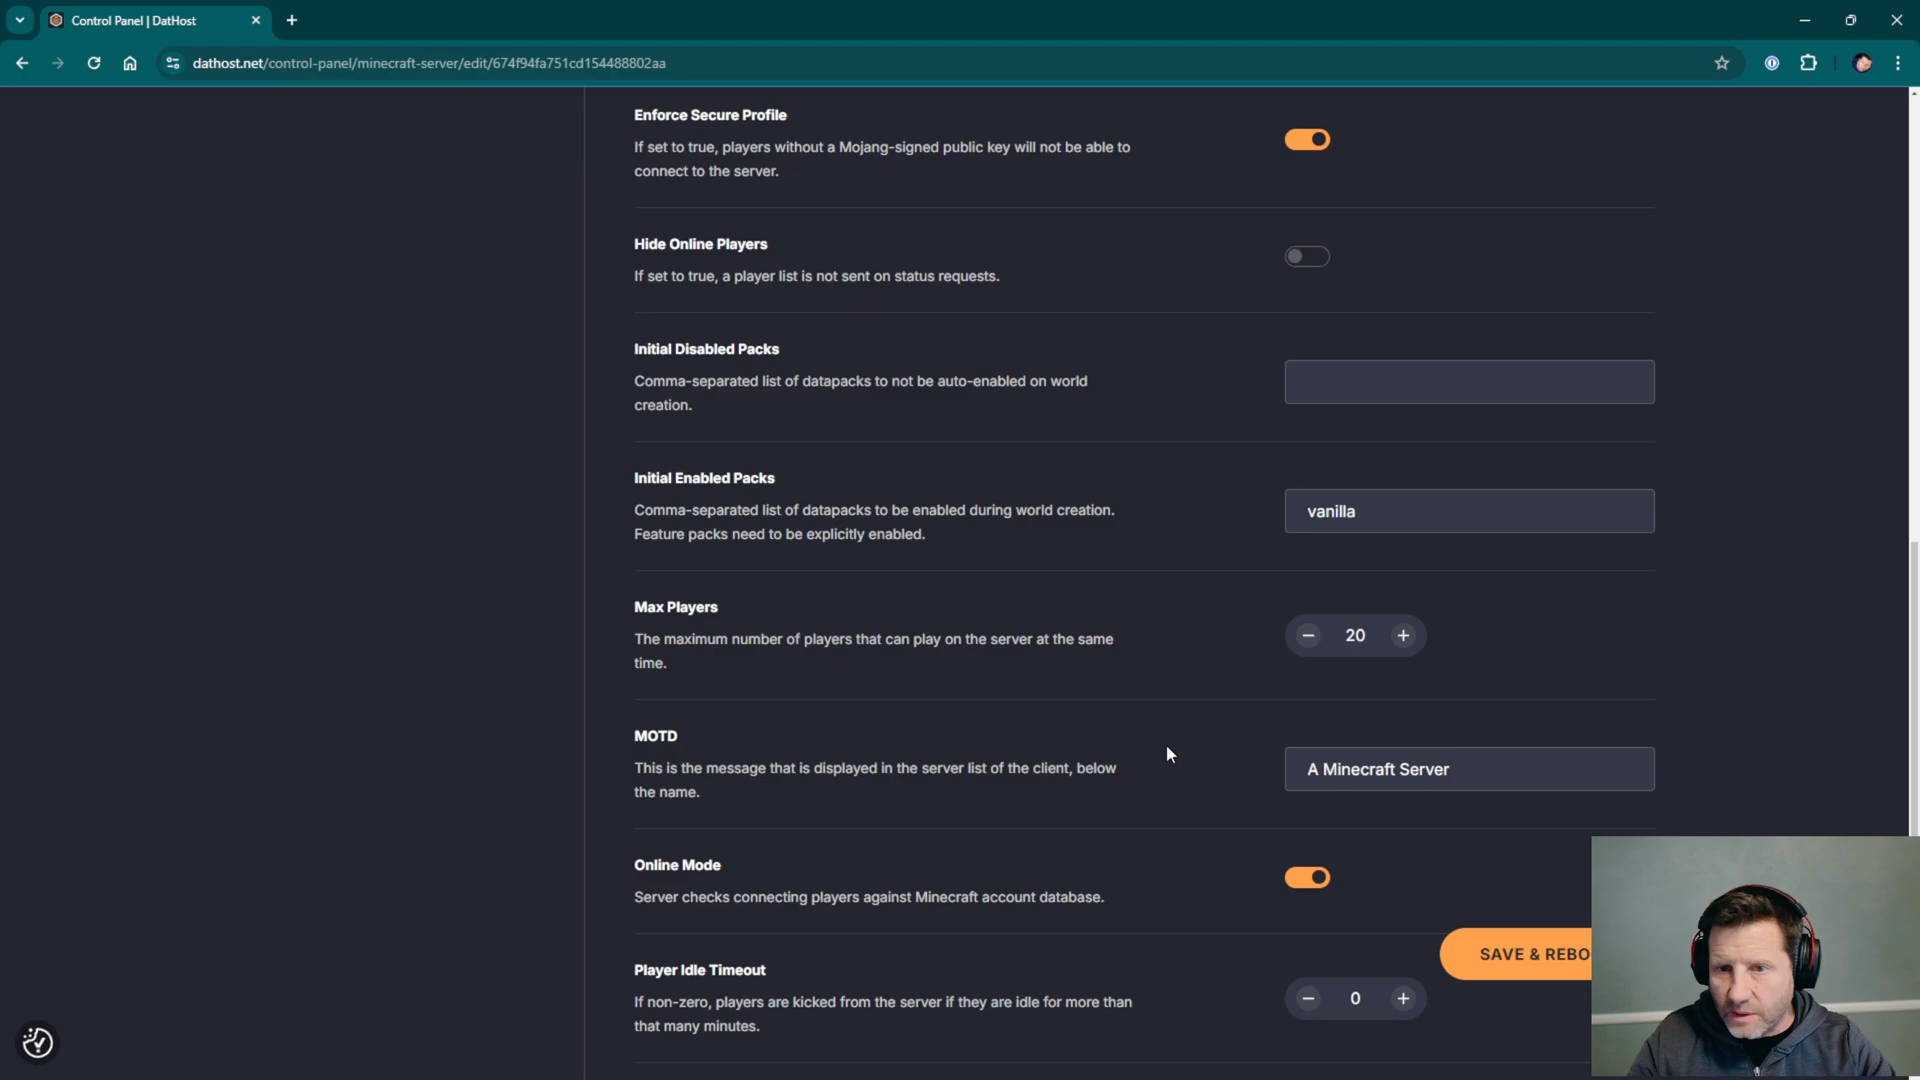 Control Panel | DatHost
dathost.net/control-panel/minecraft-server/edit/674f94fa751cd154488802aa
Enforce Secure Profile
If set to true, players without a Mojang-signed public key will not be able to
connect to the server.
Hide Online Players
If set to true, a player list is not sent on status requests.
Initial Disabled Packs
Comma-separated list of datapacks to not be auto-enabled on world
creation.
Initial Enabled Packs
Comma-separated list of datapacks to be enabled during world creation.
Feature packs need to be explicitly enabled.
vanilla
Max Players
The maximum number of players that can play on the server at the same
time.
− 20 +
MOTD
This is the message that is displayed in the server list of the client, below
the name.
A Minecraft Server
Online Mode
Server checks connecting players against Minecraft account database.
SAVE & REBO
Player Idle Timeout
If non-zero, players are kicked from the server if they are idle for more than
that many minutes.
− 0 +